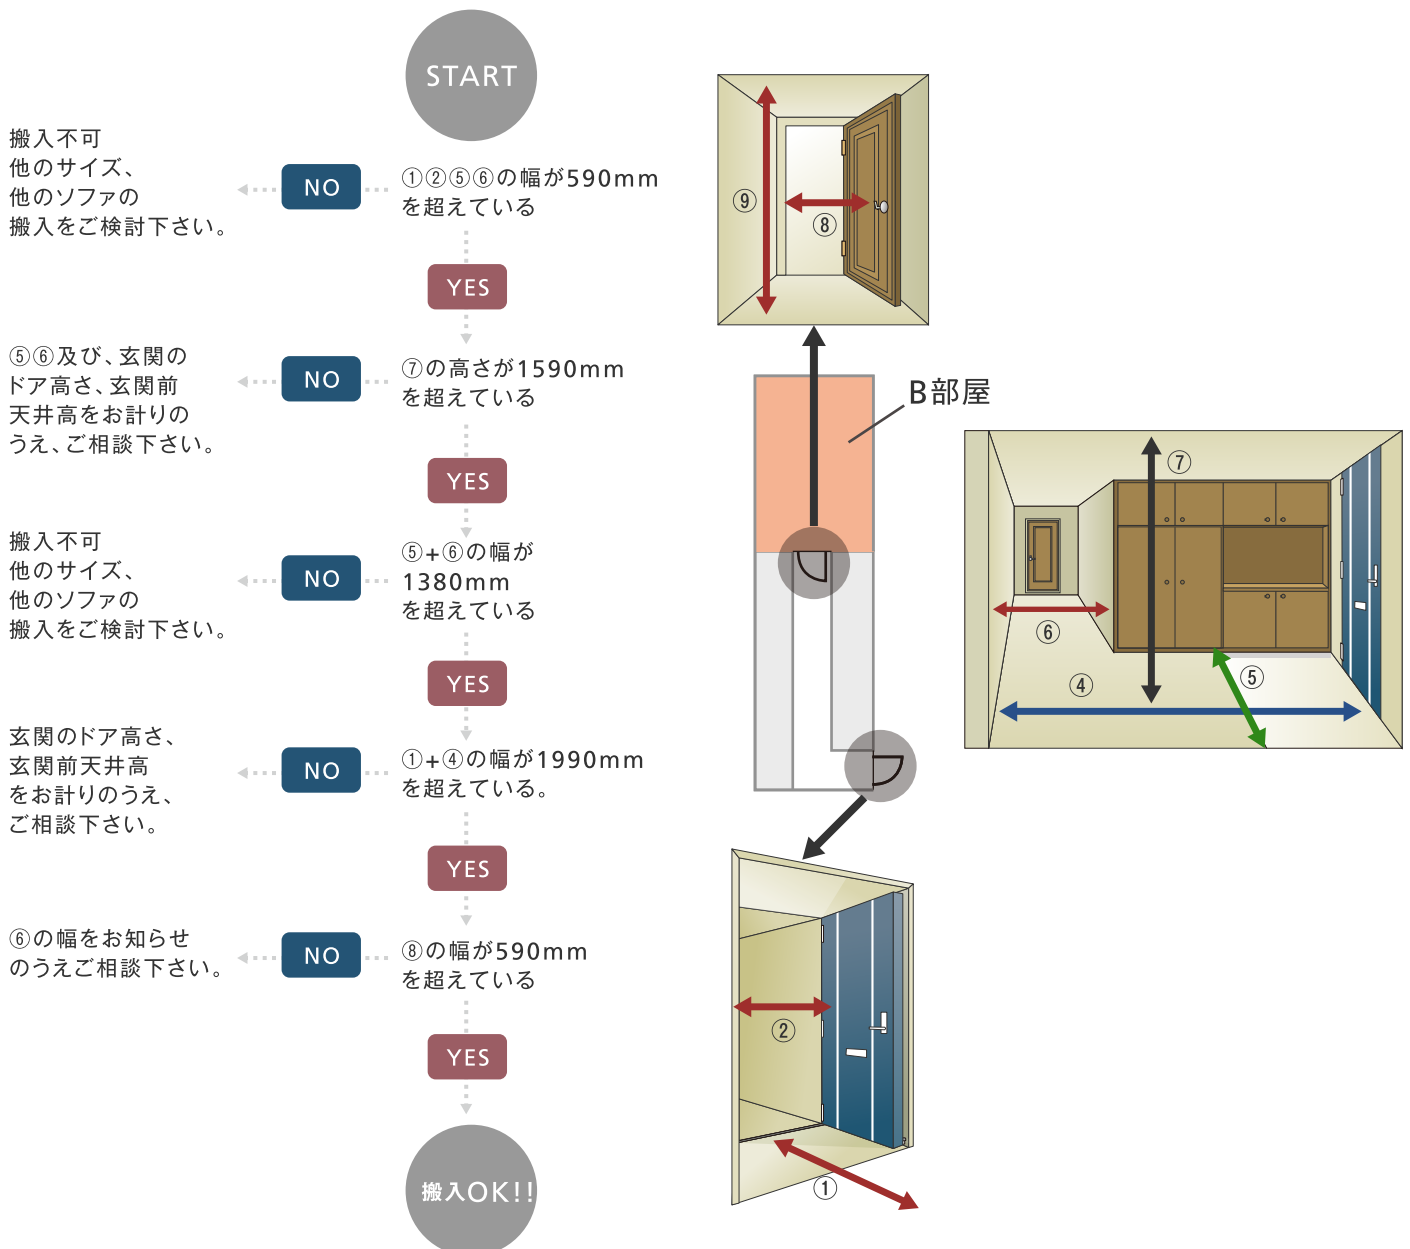 START
搬入不可
他のサイズ、
他のソファの
搬入をご検討下さい。
NO
①②⑤⑥の幅が590mm
を超えている
YES
⑤⑥及び、玄関の
ドア高さ、玄関前
天井高をお計りの
うえ、ご相談下さい。
NO
⑦の高さが1590mm
を超えている
YES
搬入不可
他のサイズ、
他のソファの
搬入をご検討下さい。
NO
⑤+⑥の幅が
1380mm
を超えている
YES
玄関のドア高さ、
玄関前天井高
をお計りのうえ、
ご相談下さい。
NO
①+④の幅が1990mm
を超えている。
YES
⑥の幅をお知らせ
のうえご相談下さい。
NO
⑧の幅が590mm
を超えている
YES
搬入OK!!
⑨
⑧
B部屋
⑦
⑥
④
⑤
②
①